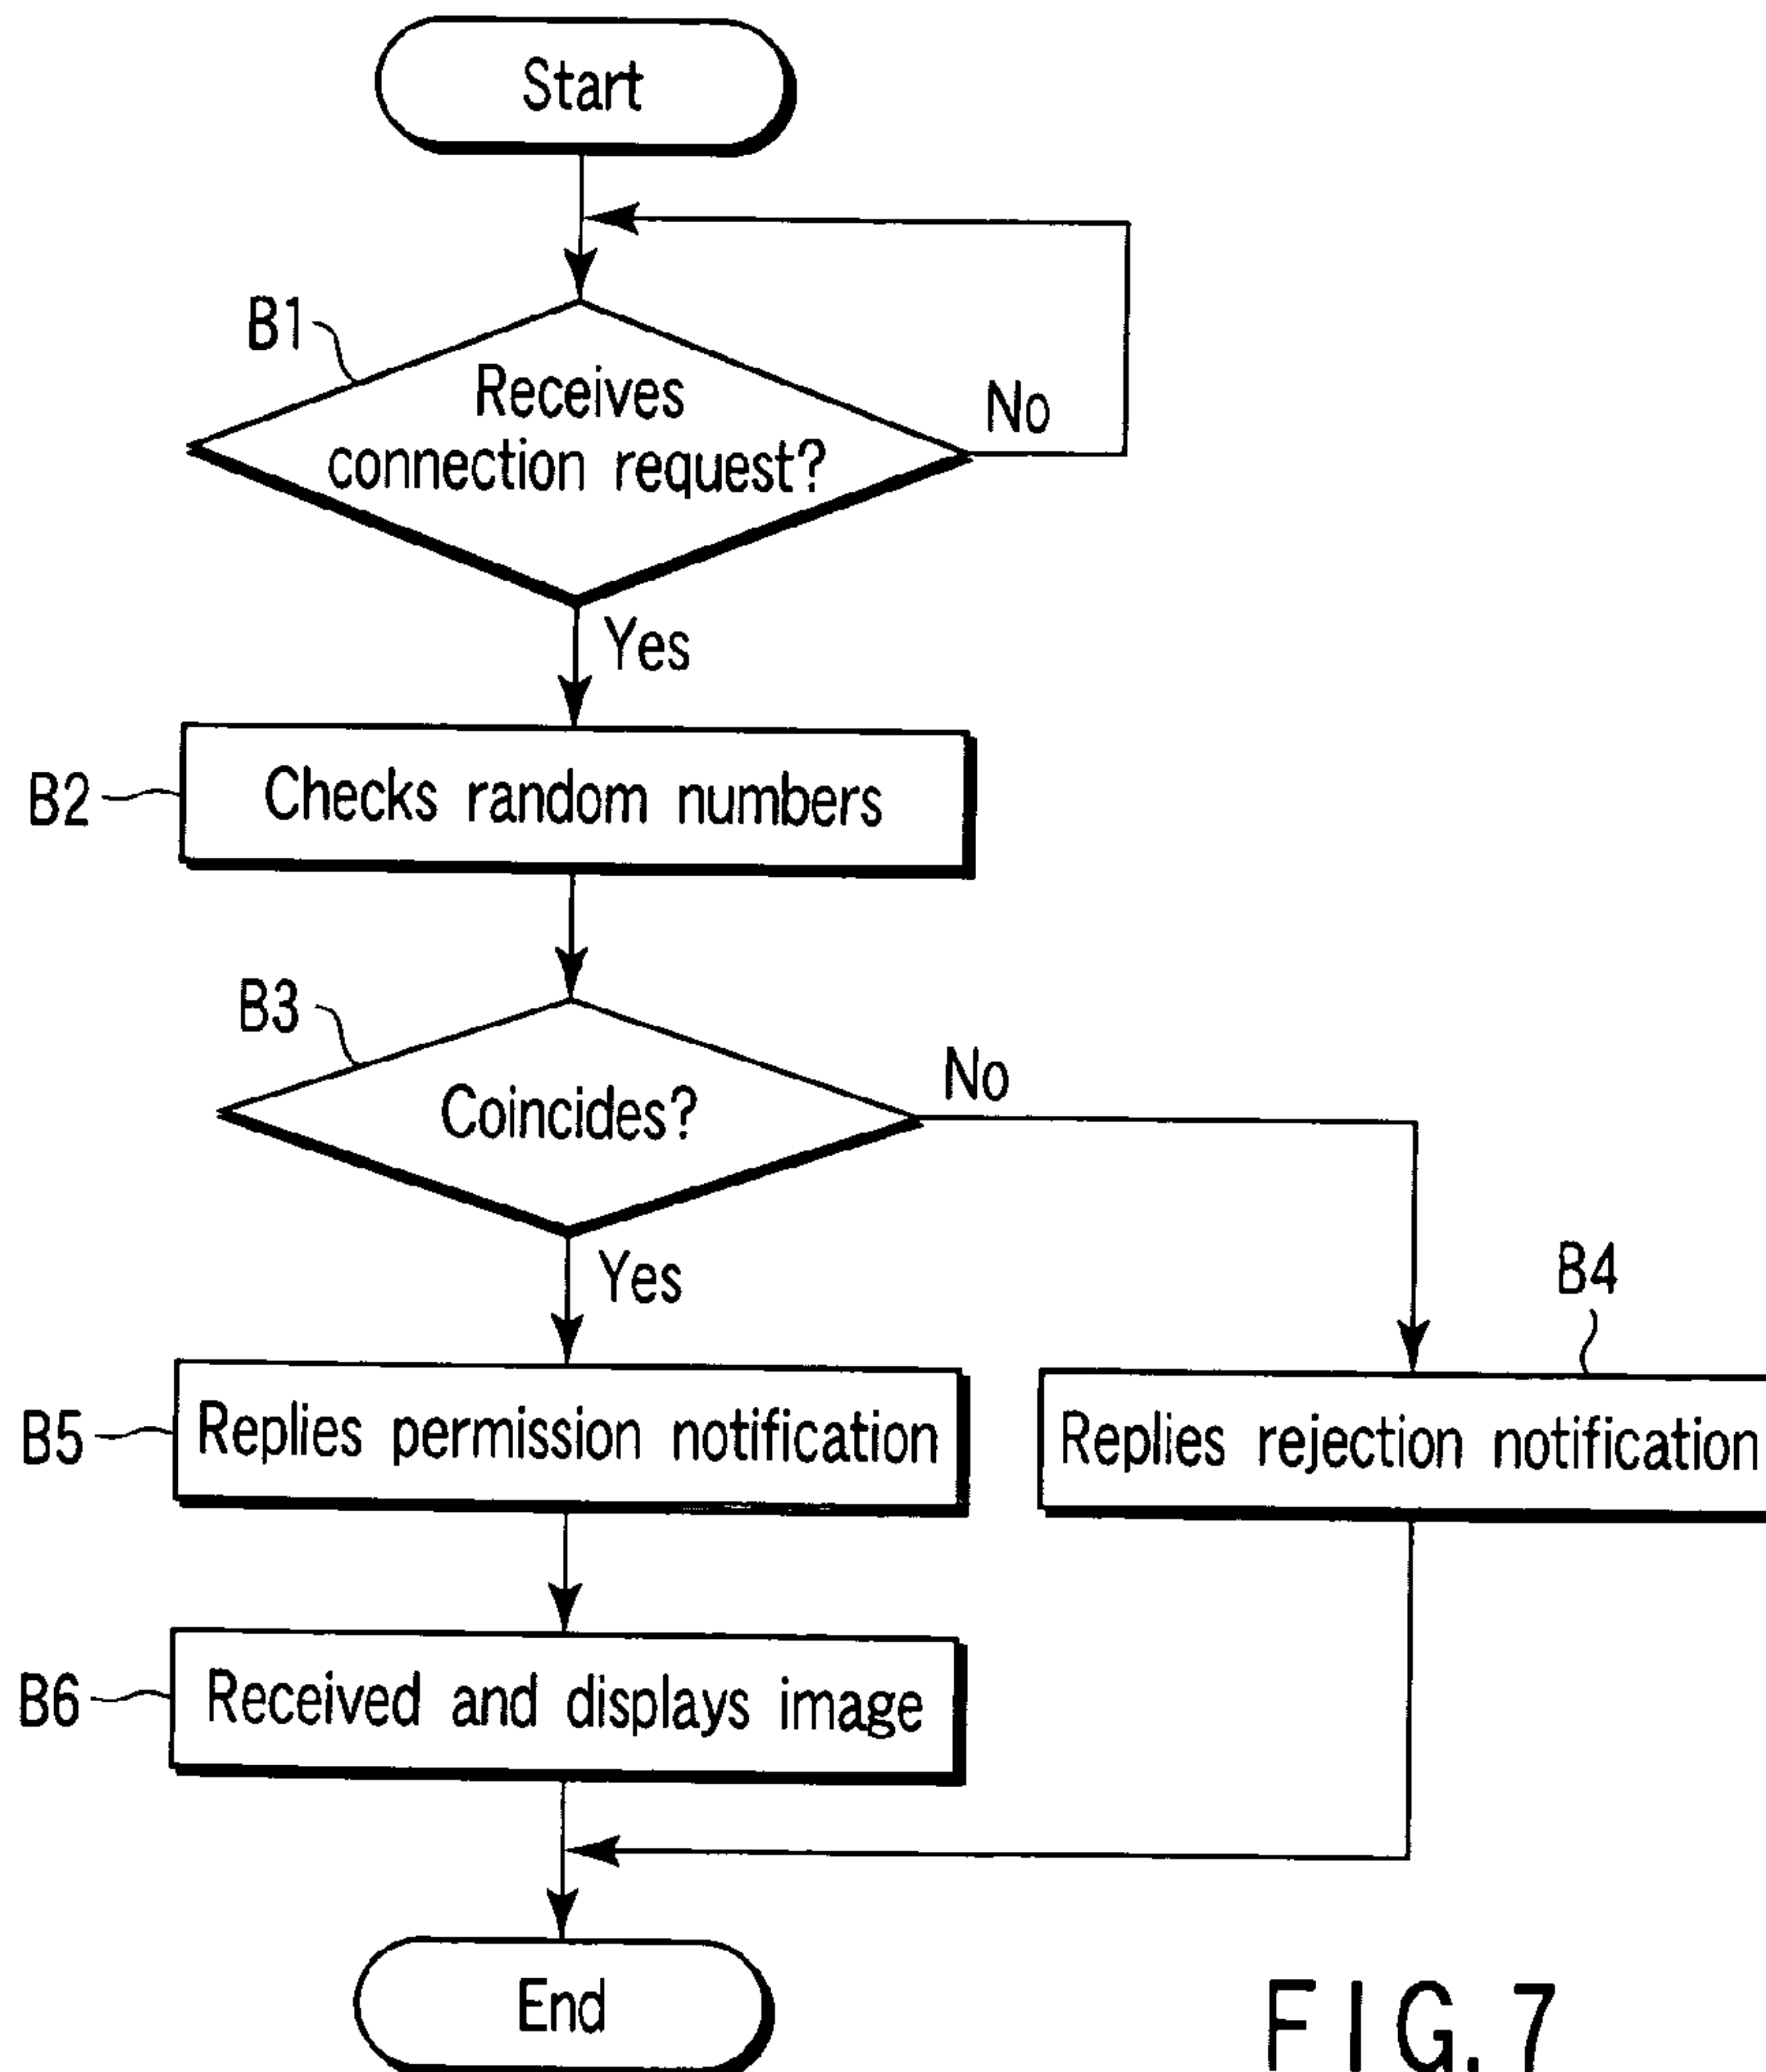 Start
B1
Receives
connection request?
No
Yes
B2
Checks random numbers
B3
Coincides?
No
Yes
B4
B5
Replies permission notification
Replies rejection notification
B6
Received and displays image
End
FIG. 7